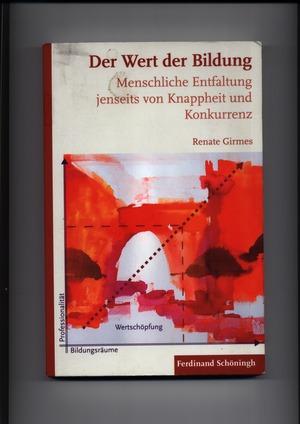 Der Wert der Bildung
Menschliche Entfaltung
jenseits von Knappheit und
Konkurrenz
Renate Girmes
Professionalität
Wertschöpfung
Bildungsräume
Ferdinand Schöningh